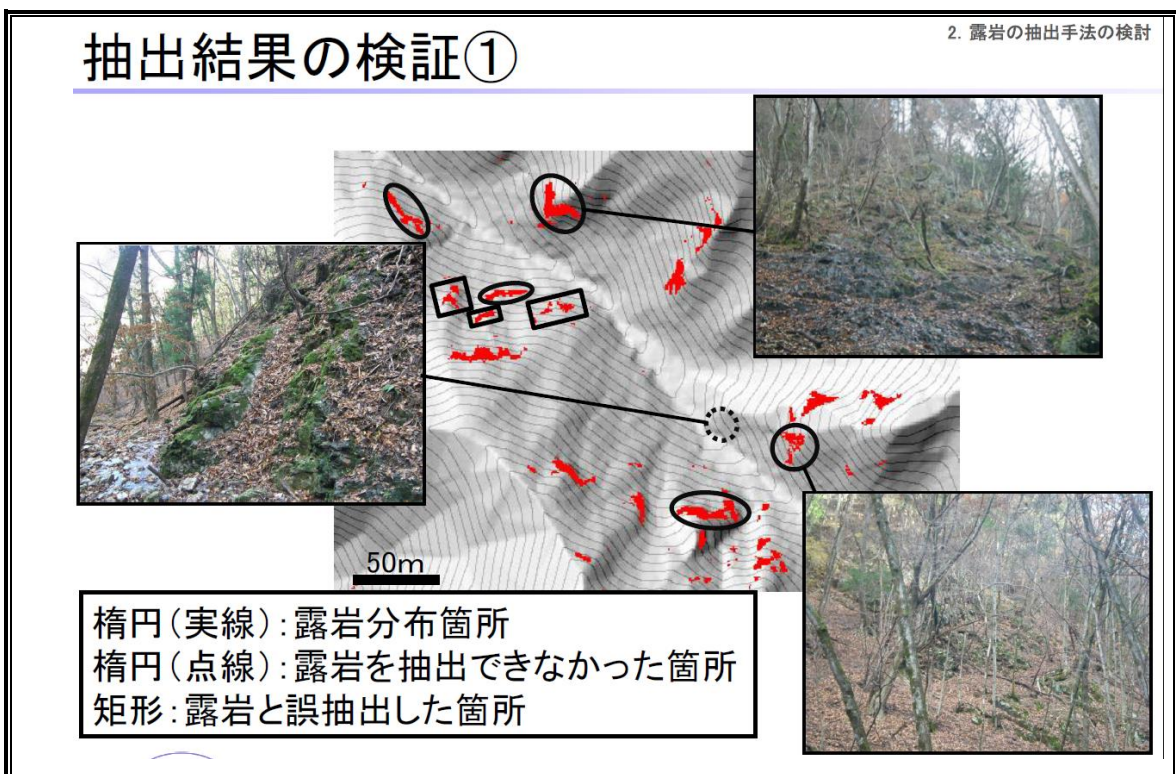 2. 露岩の抽出手法の検討
抽出結果の検証①
50m
楕円(実線):露岩分布箇所
楕円(点線):露岩を抽出できなかった箇所
矩形:露岩と誤抽出した箇所